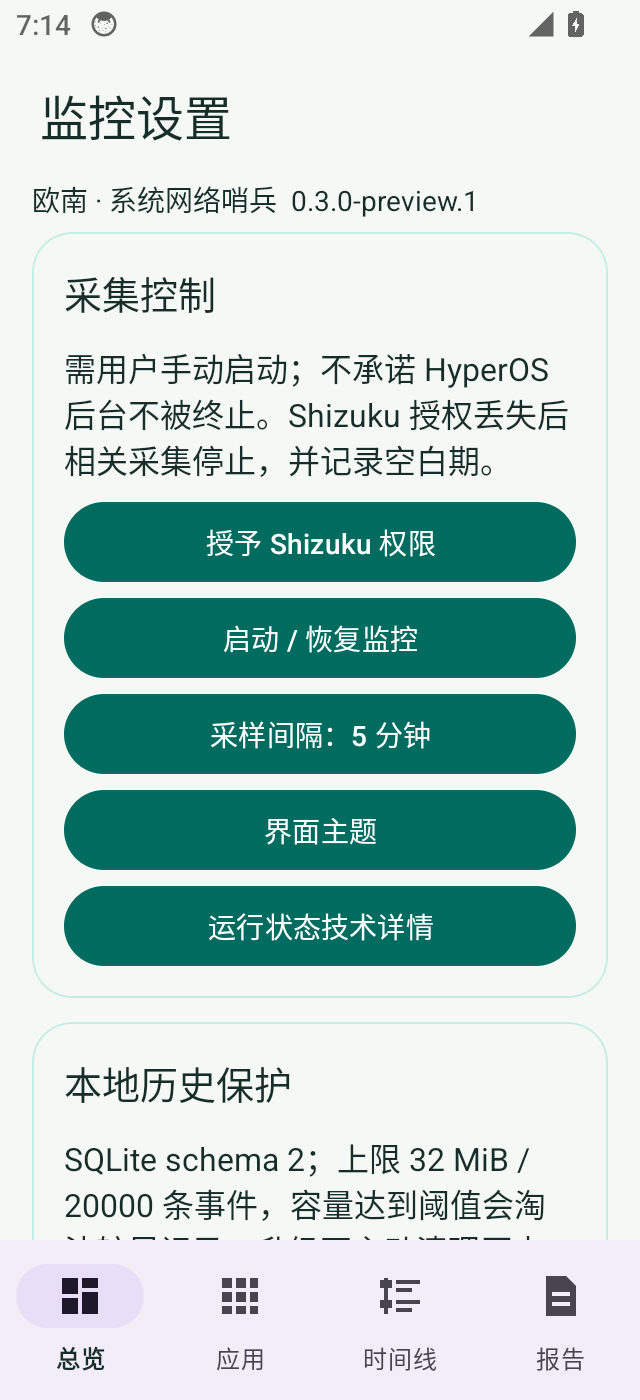 7:14
监控设置
欧南 · 系统网络哨兵 0.3.0-preview.1
采集控制
需用户手动启动；不承诺 HyperOS
后台不被终止。Shizuku 授权丢失后
相关采集停止，并记录空白期。
授予 Shizuku 权限
启动 / 恢复监控
采样间隔：5 分钟
界面主题
运行状态技术详情
本地历史保护
SQLite schema 2；上限 32 MiB /
20000 条事件，容量达到阈值会淘
总览
应用
时间线
报告